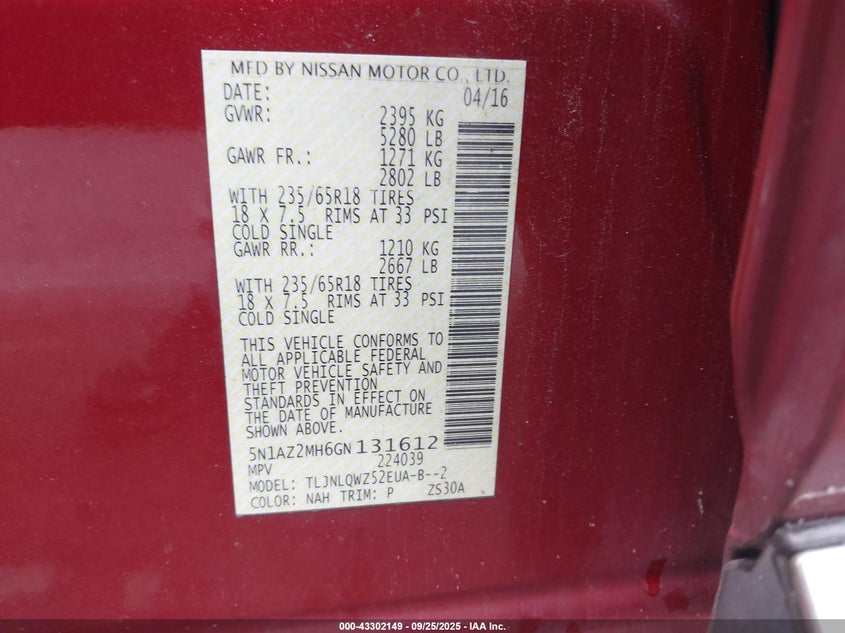 MFD BY NISSAN MOTOR CO., LTD.
DATE: 04/16
GVWR: 2395 KG
5280 LB
GAWR FR.: 1271 KG
2802 LB
WITH 235/65R18 TIRES
18 X 7.5 RIMS AT 33 PSI
COLD SINGLE
GAWR RR.: 1210 KG
2667 LB
WITH 235/65R18 TIRES
18 X 7.5 RIMS AT 33 PSI
COLD SINGLE
THIS VEHICLE CONFORMS TO
ALL APPLICABLE FEDERAL
MOTOR VEHICLE SAFETY AND
THEFT PREVENTION
STANDARDS IN EFFECT ON
THE DATE OF MANUFACTURE
SHOWN ABOVE.
5N1AZ2MH6GN131612
MPV 224039
MODEL: TLJNLQWZ52EUA-B--2
COLOR: NAH TRIM: P ZS30A
000-43302149 - 09/25/2025 - IAA Inc.